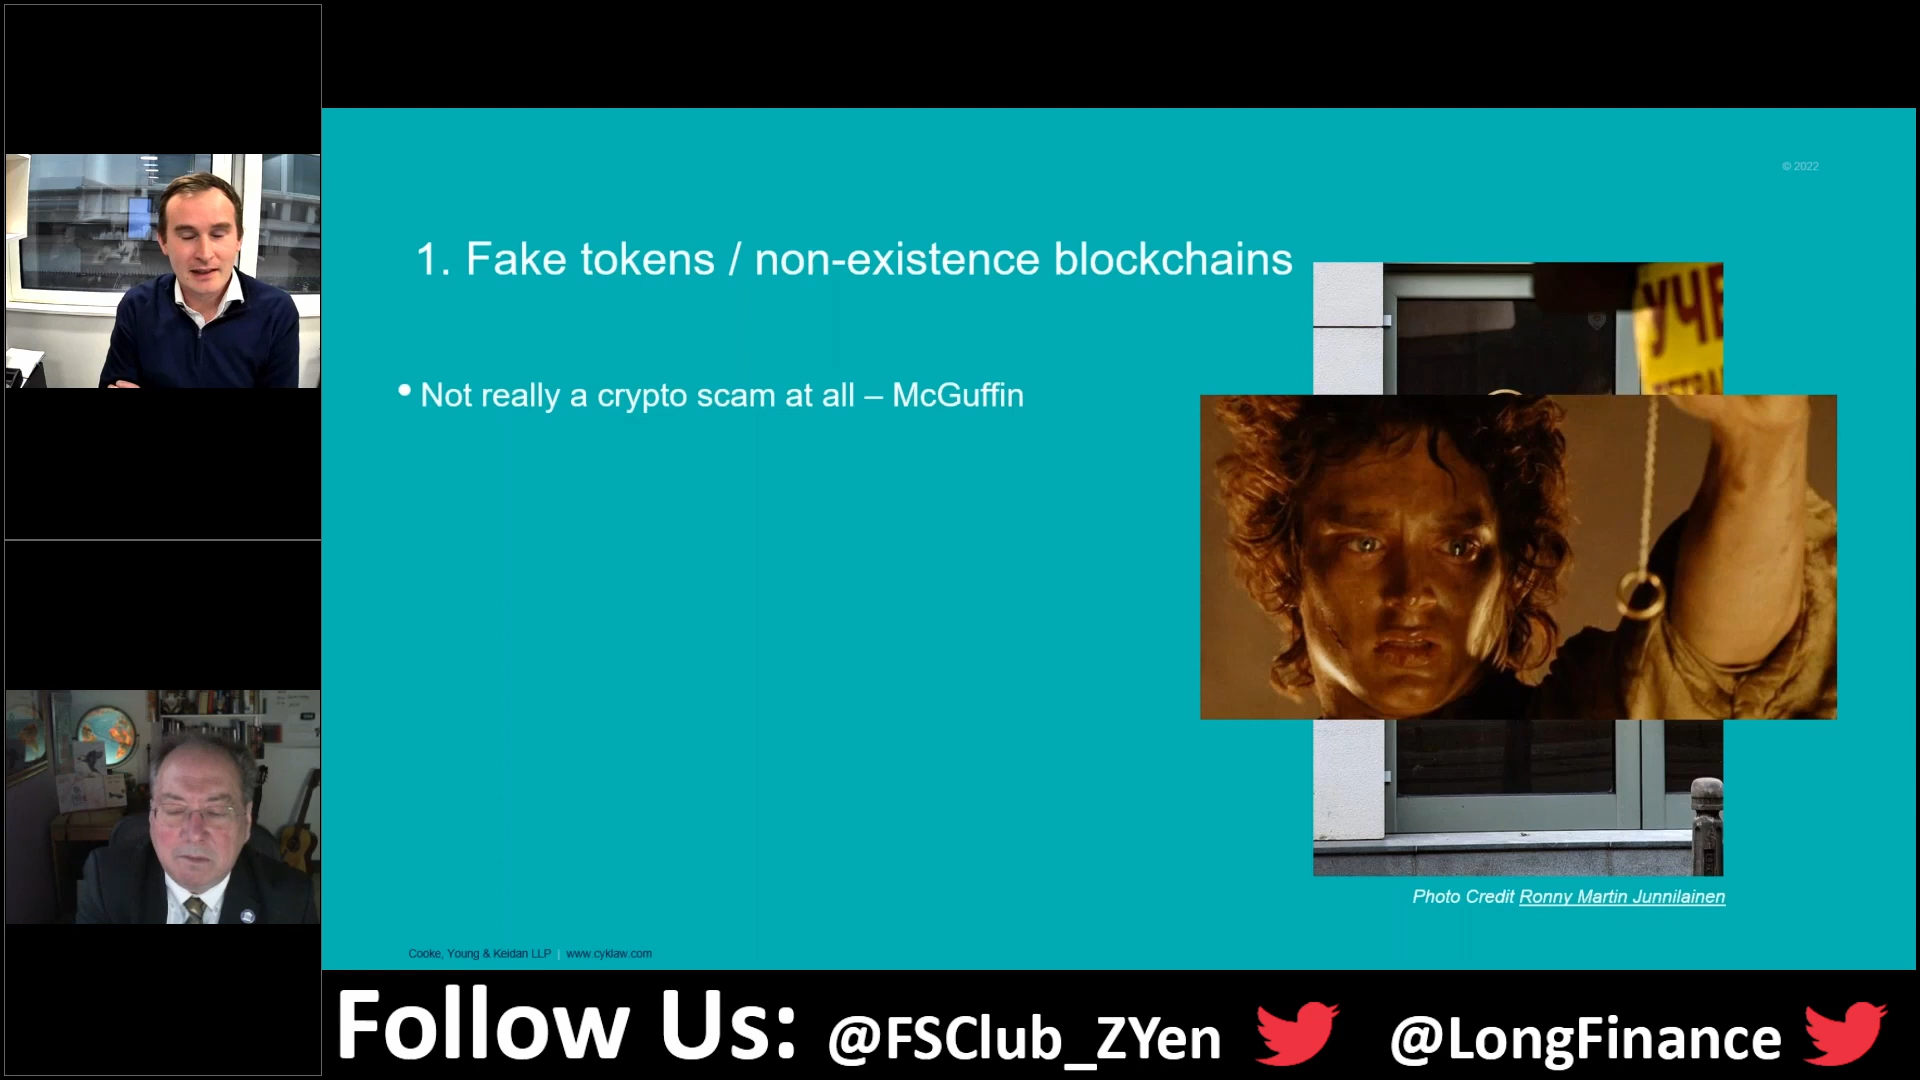 © 2022
1. Fake tokens / non-existence blockchains
УЧЕ
• Not really a crypto scam at all – McGuffin
Photo Credit Ronny Martin Junnilainen
Cooke, Young & Keidan LLP | www.cyklaw.com
Follow Us: @FSClub_ZYen @LongFinance